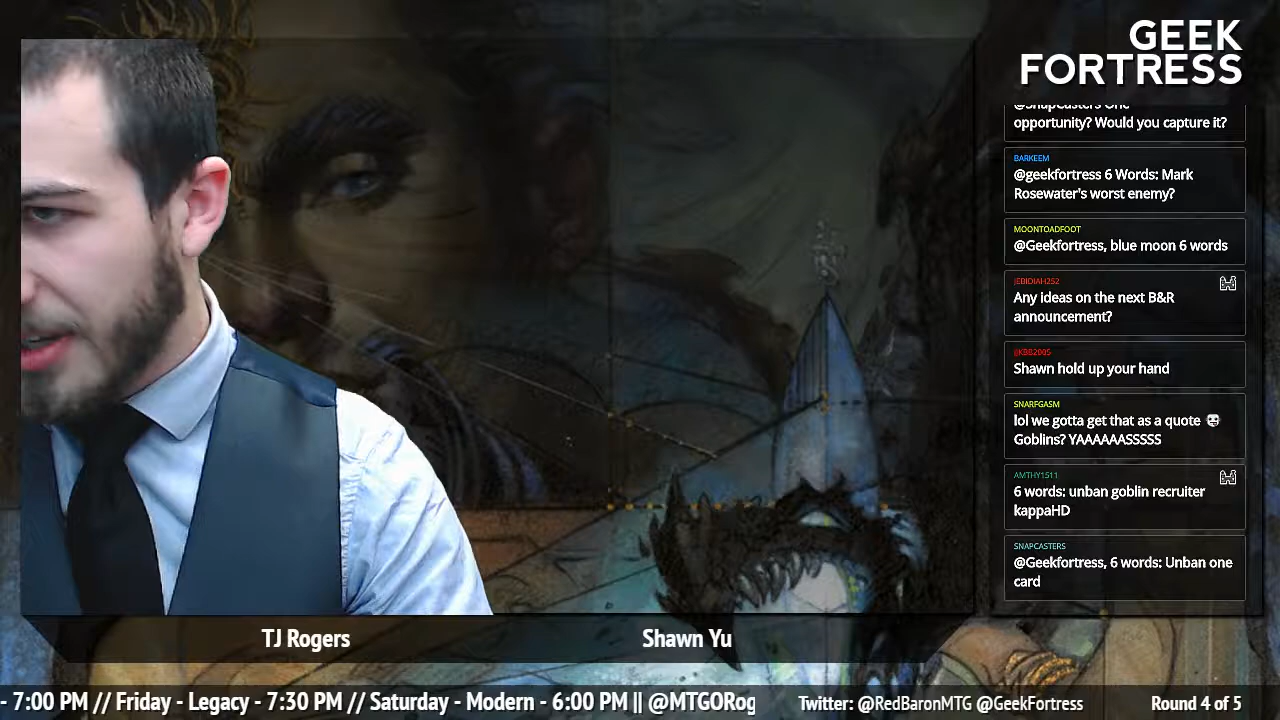 GEEK
FORTRESS
@SnapCasters One
opportunity? Would you capture it?
BARKEEM
@geekfortress 6 Words: Mark
Rosewater's worst enemy?
MOONTOADFOOT
@Geekfortress, blue moon 6 words
JEBIDIAH252
Any ideas on the next B&R
announcement?
Shawn hold up your hand
SNARFGASM
lol we gotta get that as a quote
Goblins? YAAAAAASSSSS
AMTHY1511
6 words: unban goblin recruiter
kappaHD
SNAPCASTERS
@Geekfortress, 6 words: Unban one
card
TJ Rogers
Shawn Yu
- 7:00 PM // Friday - Legacy - 7:30 PM // Saturday - Modern - 6:00 PM || @MTGORog
Twitter: @RedBaronMTG @GeekFortress
Round 4 of 5